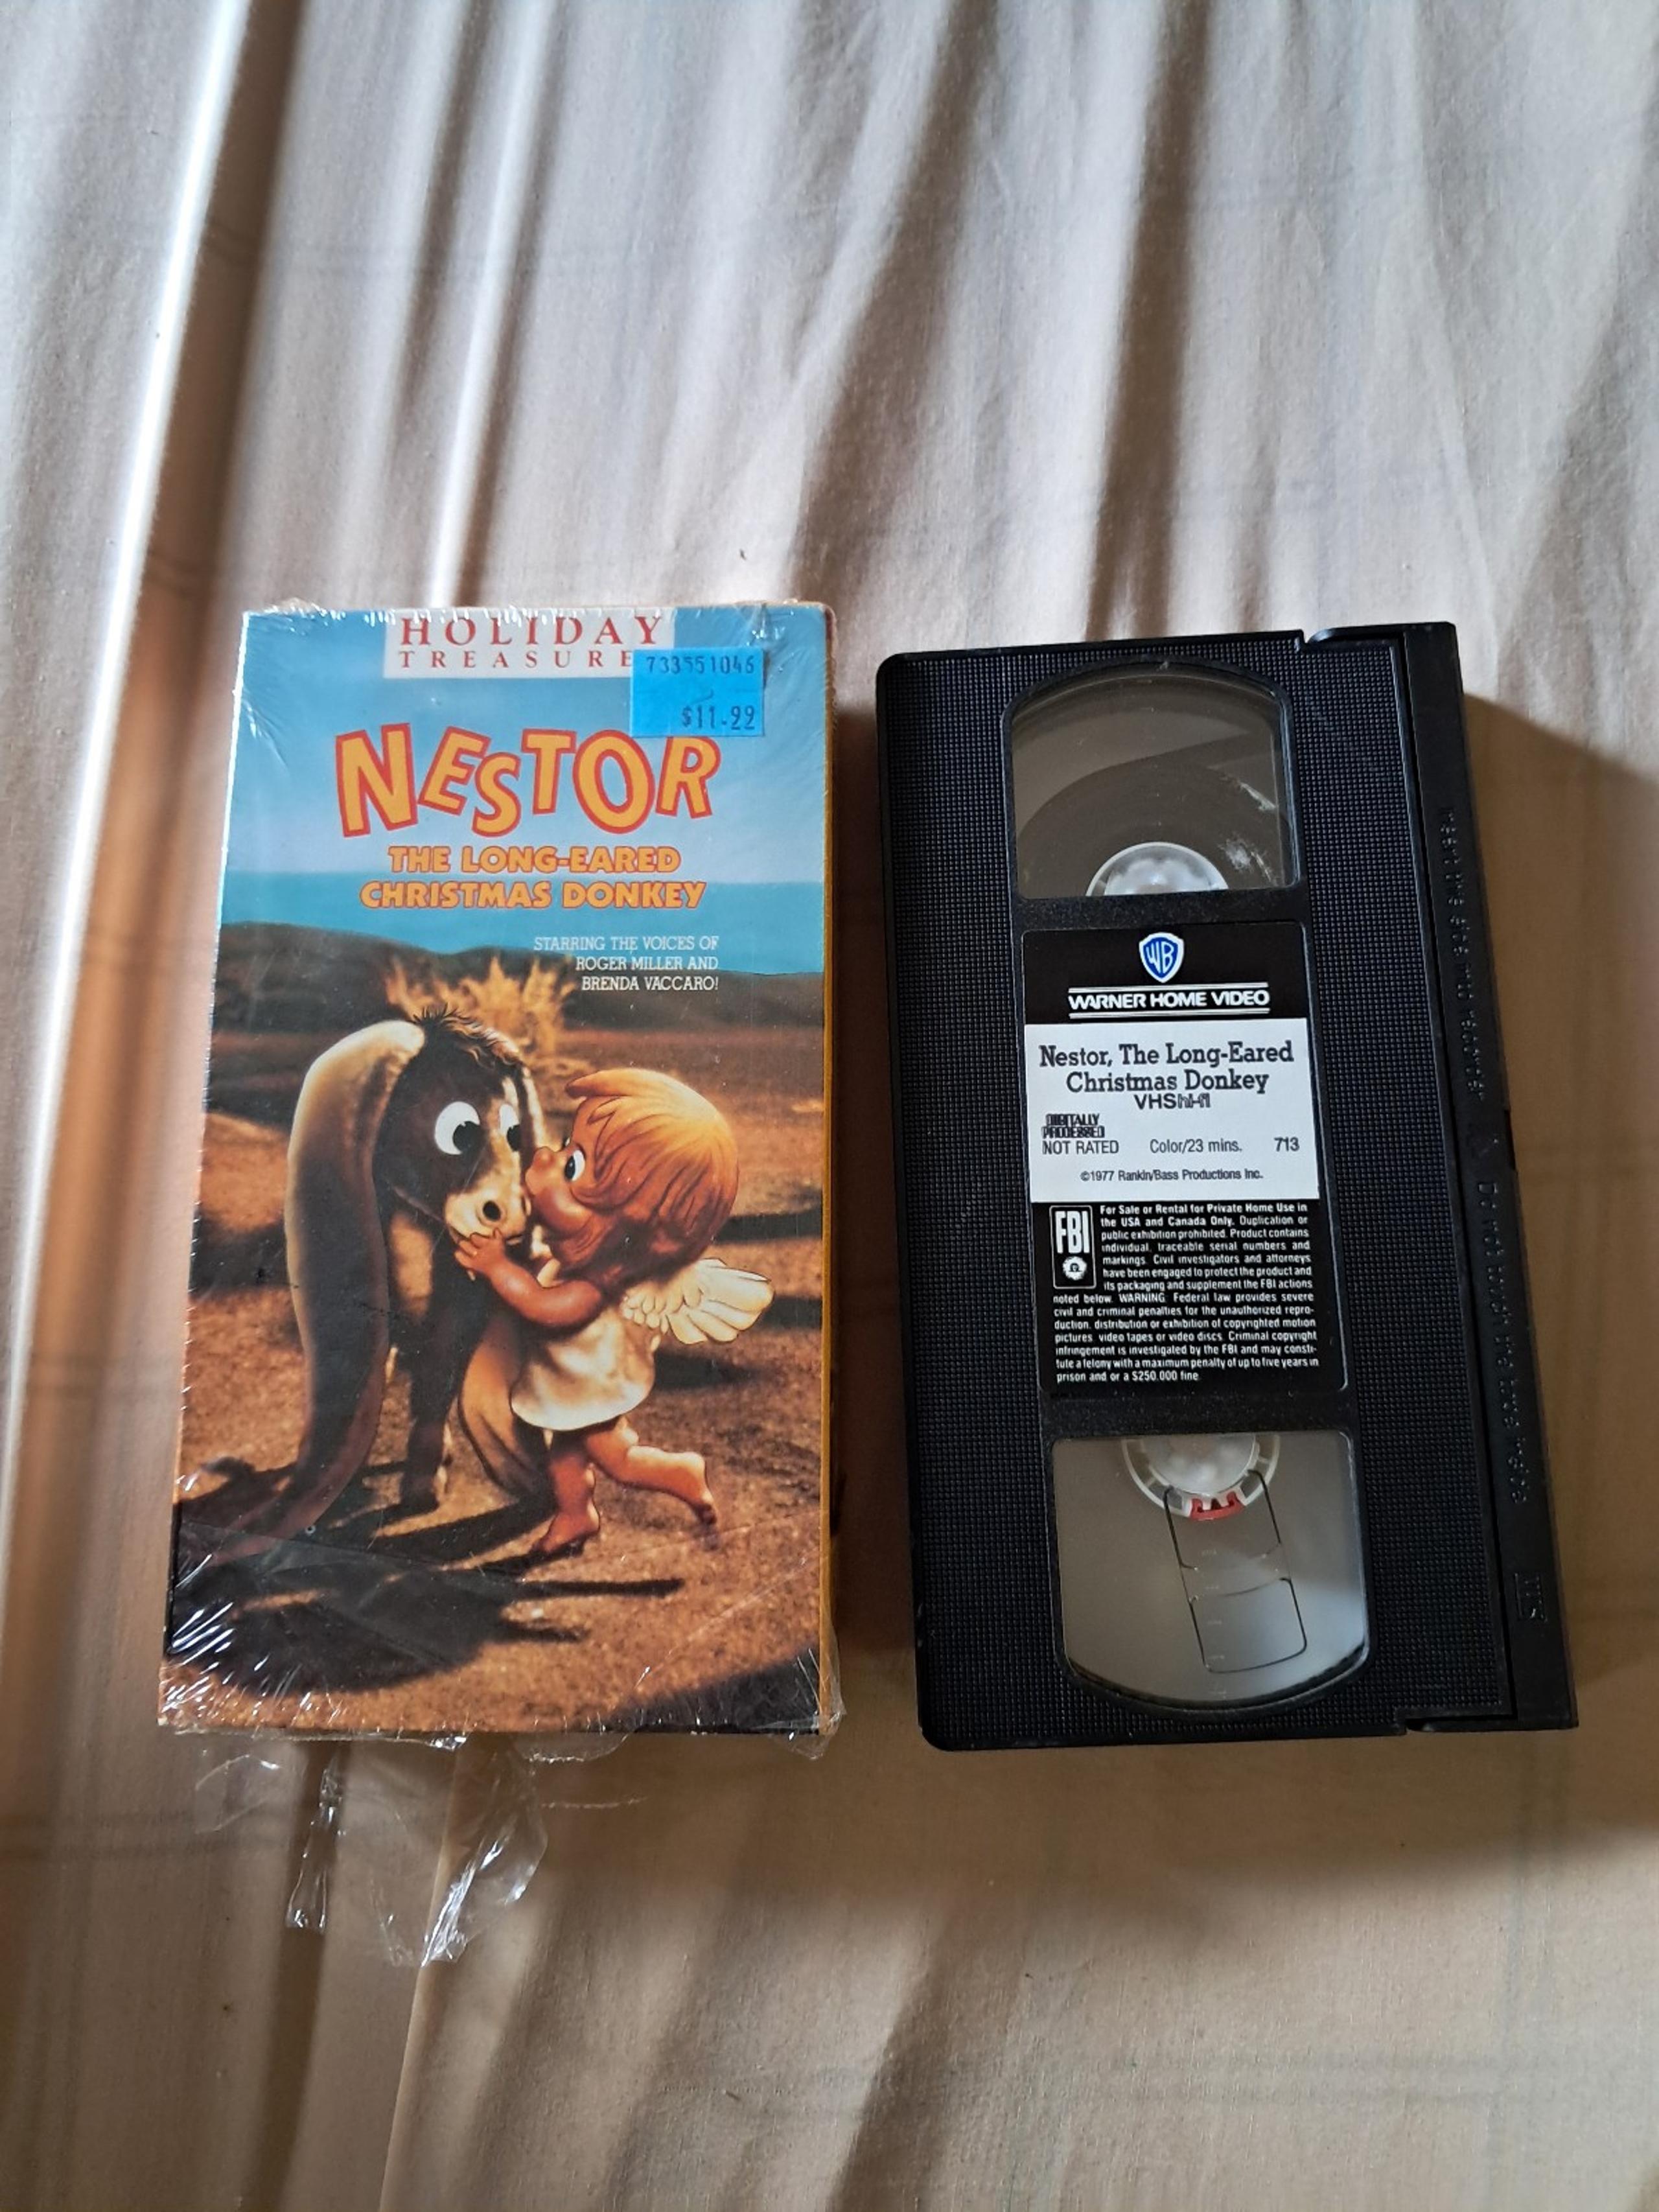 HOLIDAY
TREASURE
733551046
$11.99
NESTOR
THE LONG-EARED
CHRISTMAS DONKEY
STARRING THE VOICES OF
ROGER MILLER AND
BRENDA VACCARO!
WB
WARNER HOME VIDEO
Nestor, The Long-Eared
Christmas Donkey
VHS hi-fi
DIGITALLY
PROCESSED
NOT RATED Color/23 mins. 713
©1977 Rankin/Bass Productions Inc.
FBI
For Sale or Rental for Private Home Use in
the USA and Canada Only. Duplication or
public exhibition prohibited. Product contains
individual, traceable serial numbers and
markings. Civil investigators and attorneys
have been engaged to protect the product and
its packaging and supplement the FBI actions
noted below. WARNING: Federal law provides severe
civil and criminal penalties for the unauthorized repro-
duction, distribution or exhibition of copyrighted motion
pictures, video tapes or video discs. Criminal copyright
infringement is investigated by the FBI and may consti-
tute a felony with a maximum penalty of up to five years in
prison and or a $250,000 fine.